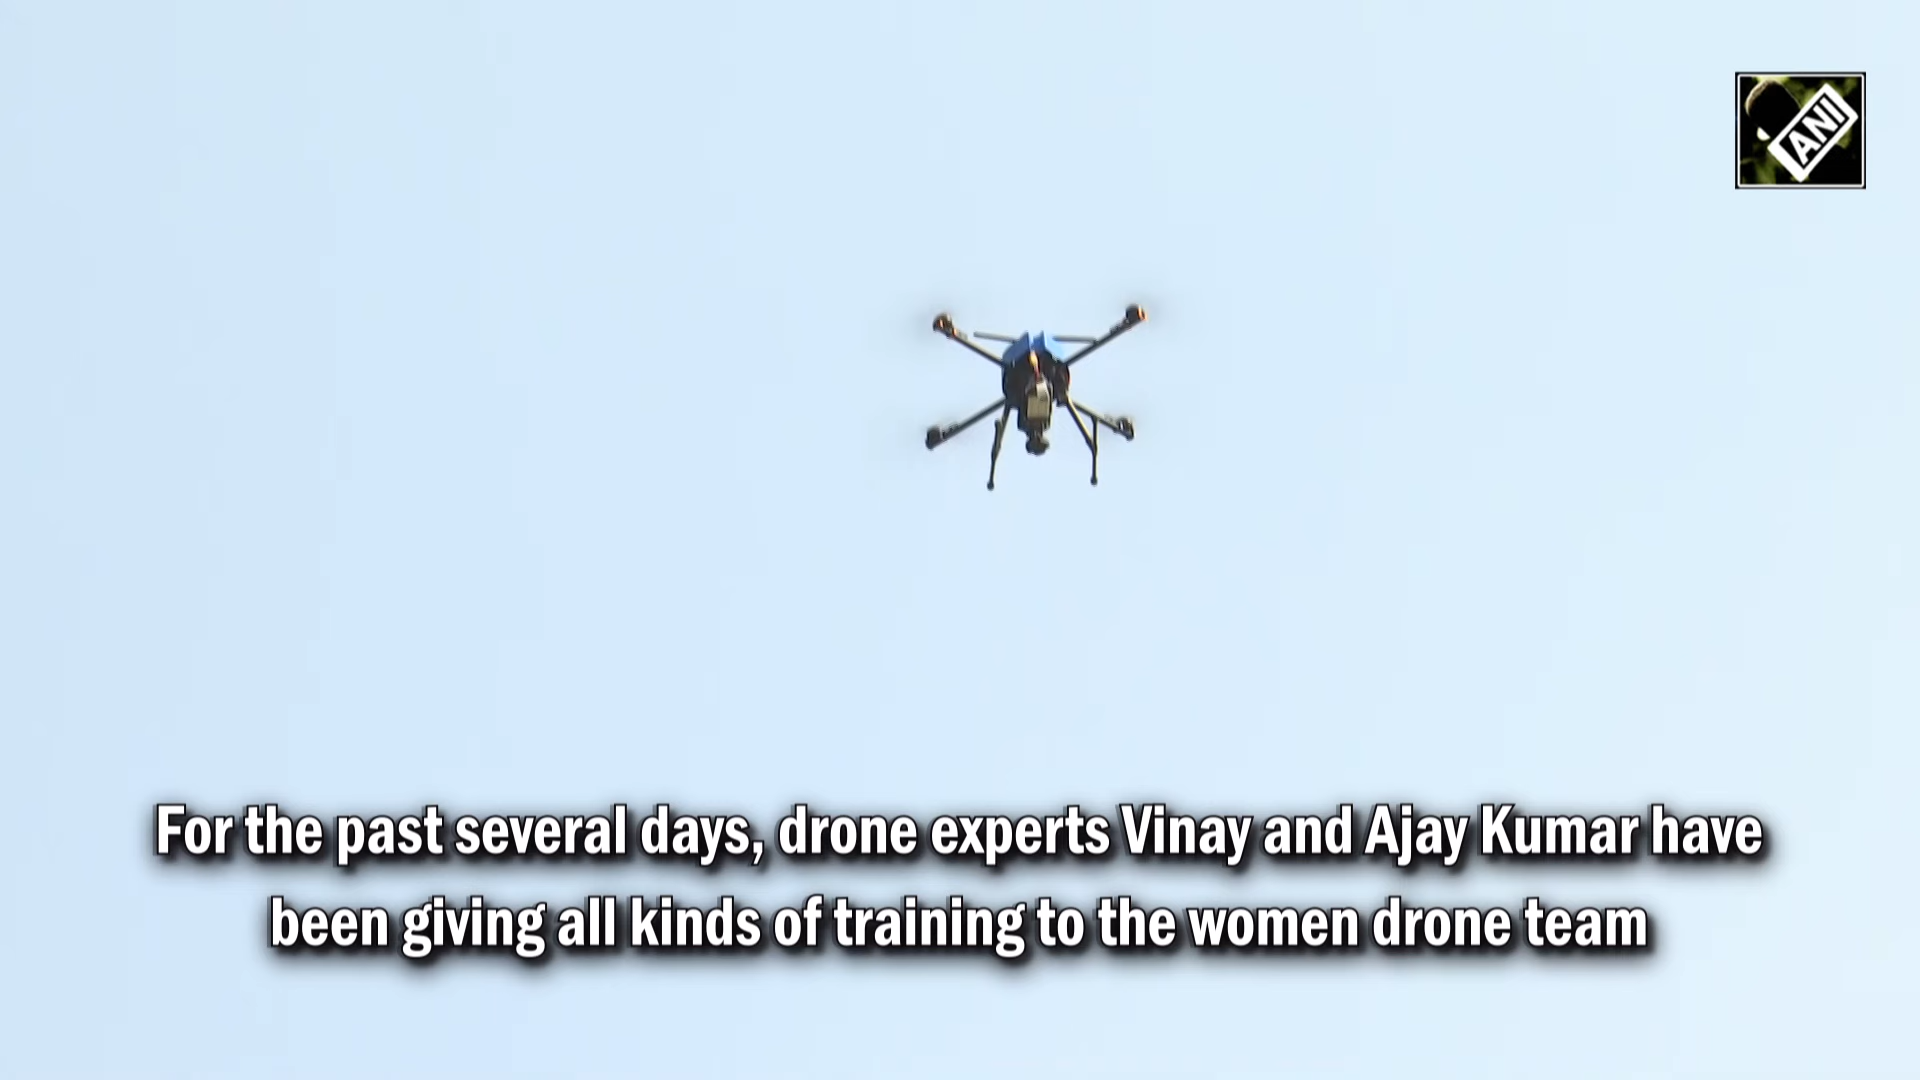 ANI
For the past several days, drone experts Vinay and Ajay Kumar have
been giving all kinds of training to the women drone team